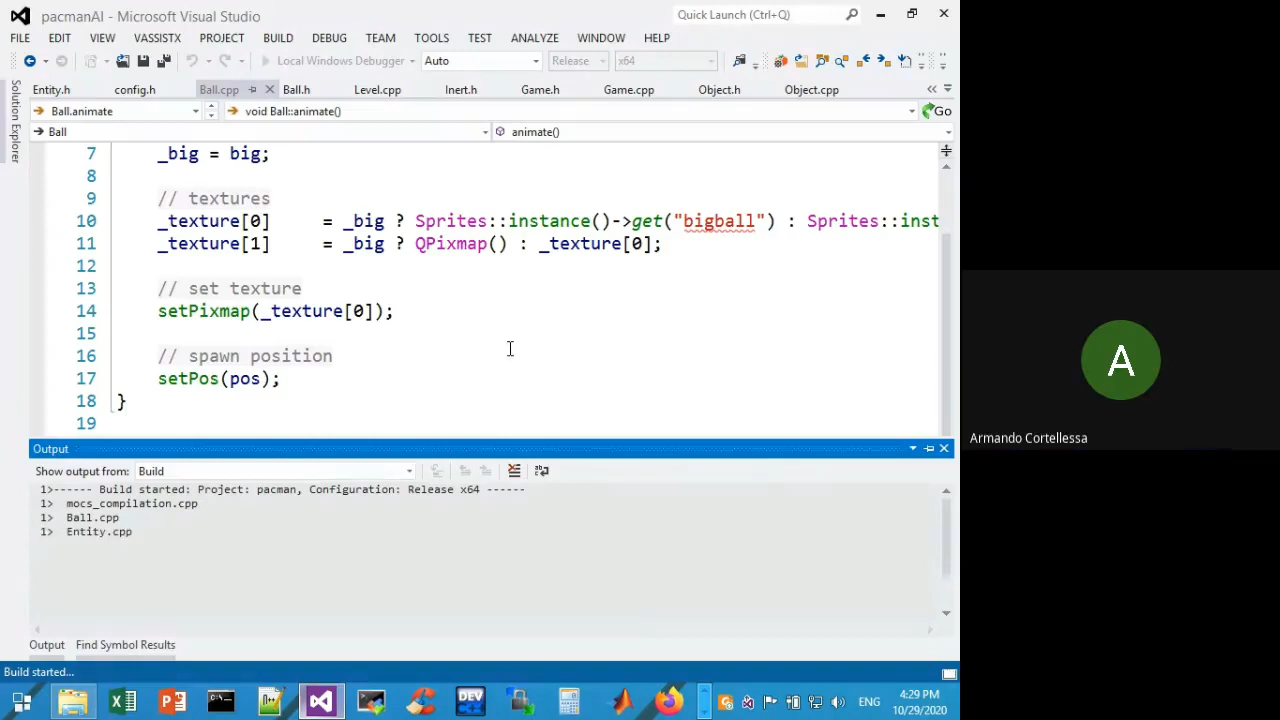 pacmanAI - Microsoft Visual Studio
Quick Launch (Ctrl+Q)
FILE EDIT VIEW VASSISTX PROJECT BUILD DEBUG TEAM TOOLS TEST ANALYZE WINDOW HELP
Local Windows Debugger Auto Release x64
Solution Explorer
Entity.h config.h Ball.cpp Ball.h Level.cpp Inert.h Game.h Game.cpp Object.h Object.cpp
Ball.animate void Ball::animate() Go
Ball animate()
7 _big = big;
8
9 // textures
10 _texture[0] = _big ? Sprites::instance()->get("bigball") : Sprites::inst
11 _texture[1] = _big ? QPixmap() : _texture[0];
12
13 // set texture
14 setPixmap(_texture[0]);
15
16 // spawn position
17 setPos(pos);
18 }
19
Output
Show output from: Build
1>------ Build started: Project: pacman, Configuration: Release x64 ------
1> mocs_compilation.cpp
1> Ball.cpp
1> Entity.cpp
Output Find Symbol Results
Build started...
DEV
ENG
4:29 PM
10/29/2020
A
Armando Cortellessa